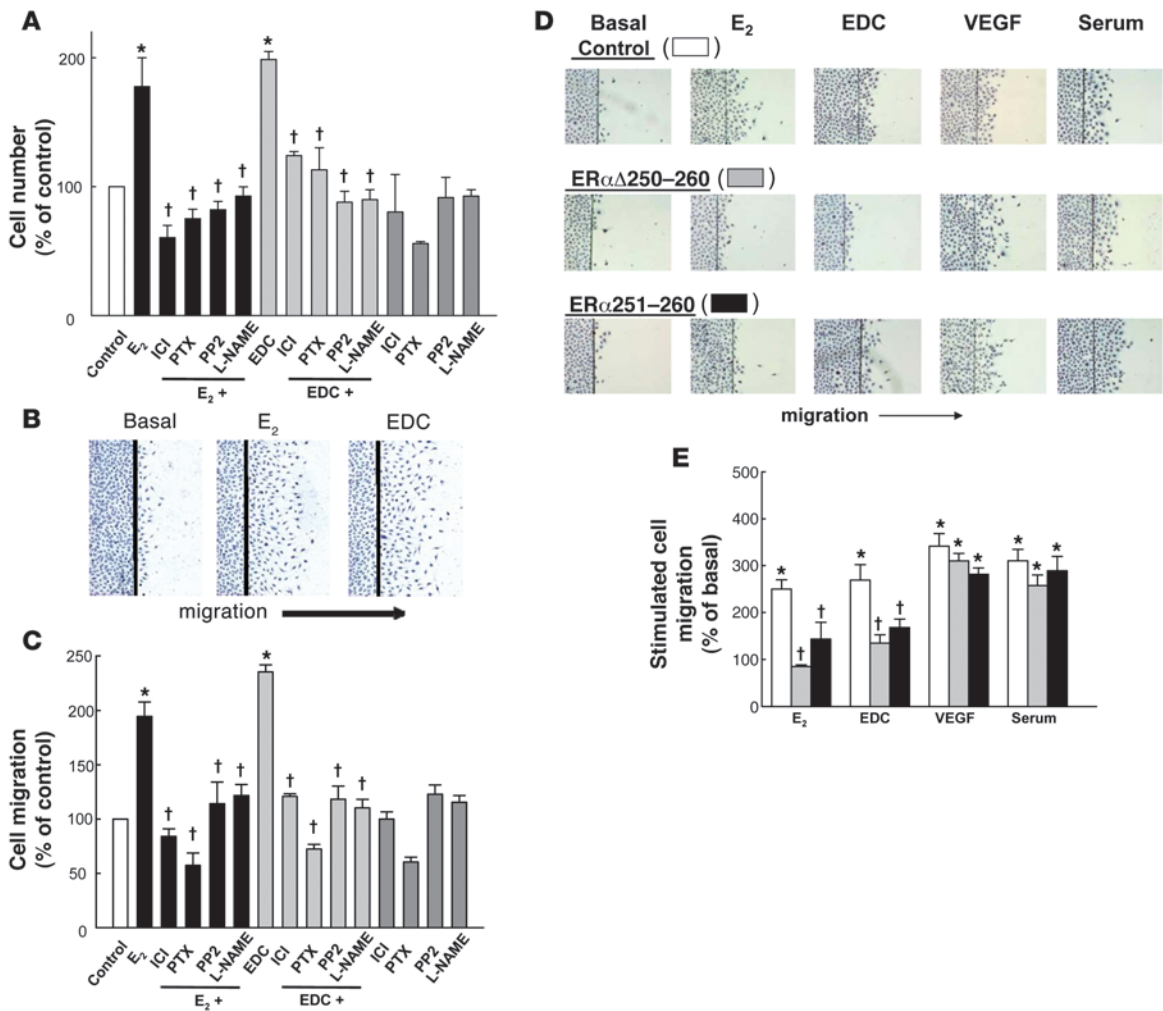 A
Cell number
(% of control)
200
100
0
*
†
†
†
†
*
†
†
†
†
Control
E2
ICI
PTX
PP2
L-NAME
EDC
ICI
PTX
PP2
L-NAME
ICI
PTX
PP2
L-NAME
E2 +
EDC +
B
Basal
E2
EDC
migration
C
Cell migration
(% of control)
250
200
150
100
50
0
*
†
†
†
†
*
†
†
†
†
Control
E2
ICI
PTX
PP2
L-NAME
EDC
ICI
PTX
PP2
L-NAME
ICI
PTX
PP2
L-NAME
E2 +
EDC +
D
Basal E2 EDC VEGF Serum
Control ( )
ERαΔ250–260 ( )
ERα251–260 ( )
migration
E
Stimulated cell
migration
(% of basal)
500
400
300
200
100
0
*
†
†
*
†
†
*
*
*
*
*
*
E2 EDC VEGF Serum